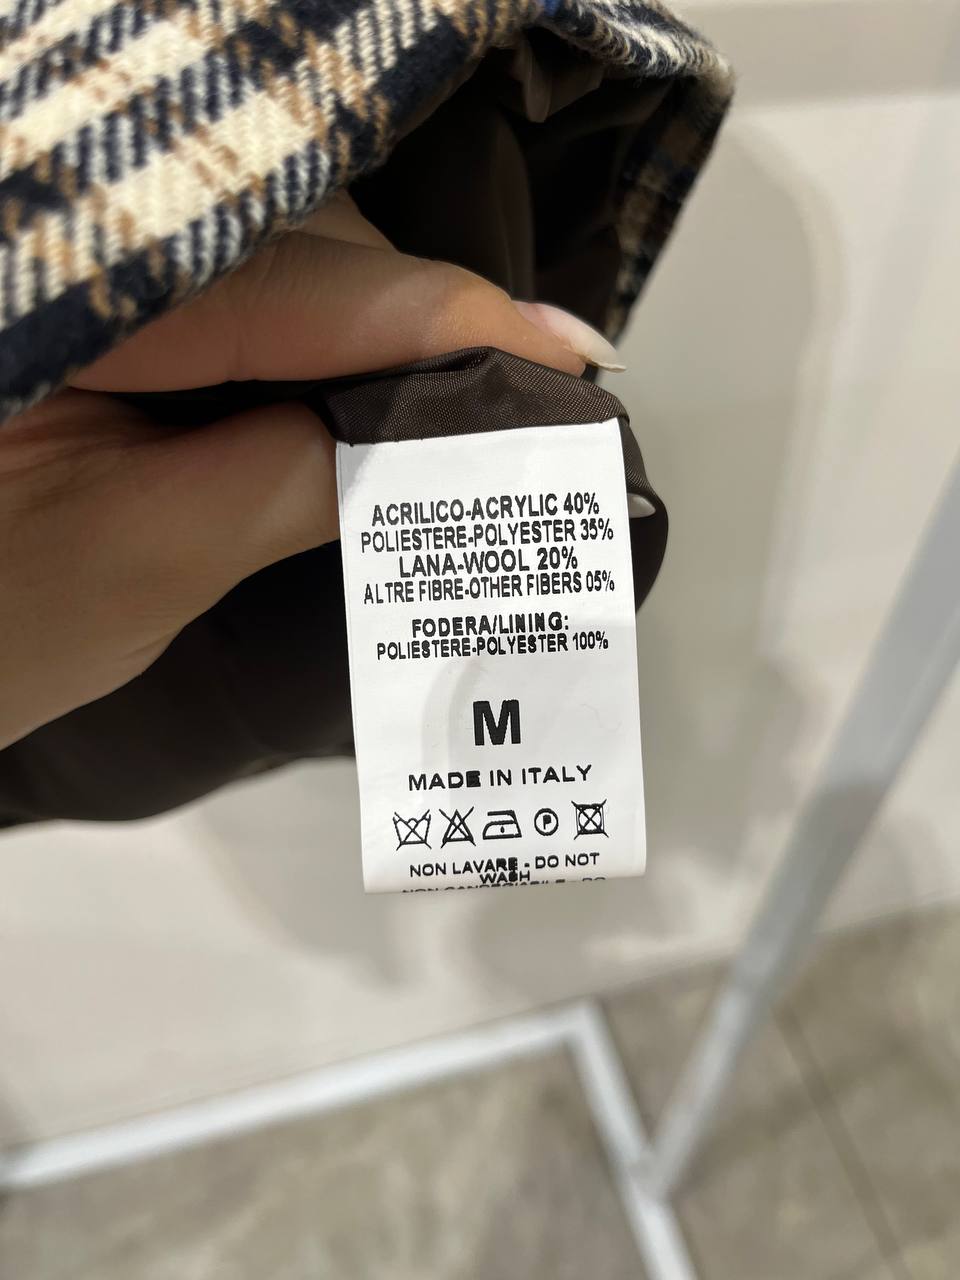 ACRILICO-ACRYLIC 40%
POLIESTERE-POLYESTER 35%
LANA-WOOL 20%
ALTRE FIBRE-OTHER FIBERS 05%
FODERA/LINING:
POLIESTERE-POLYESTER 100%
M
MADE IN ITALY
P
NON LAVARE - DO NOT
WASH